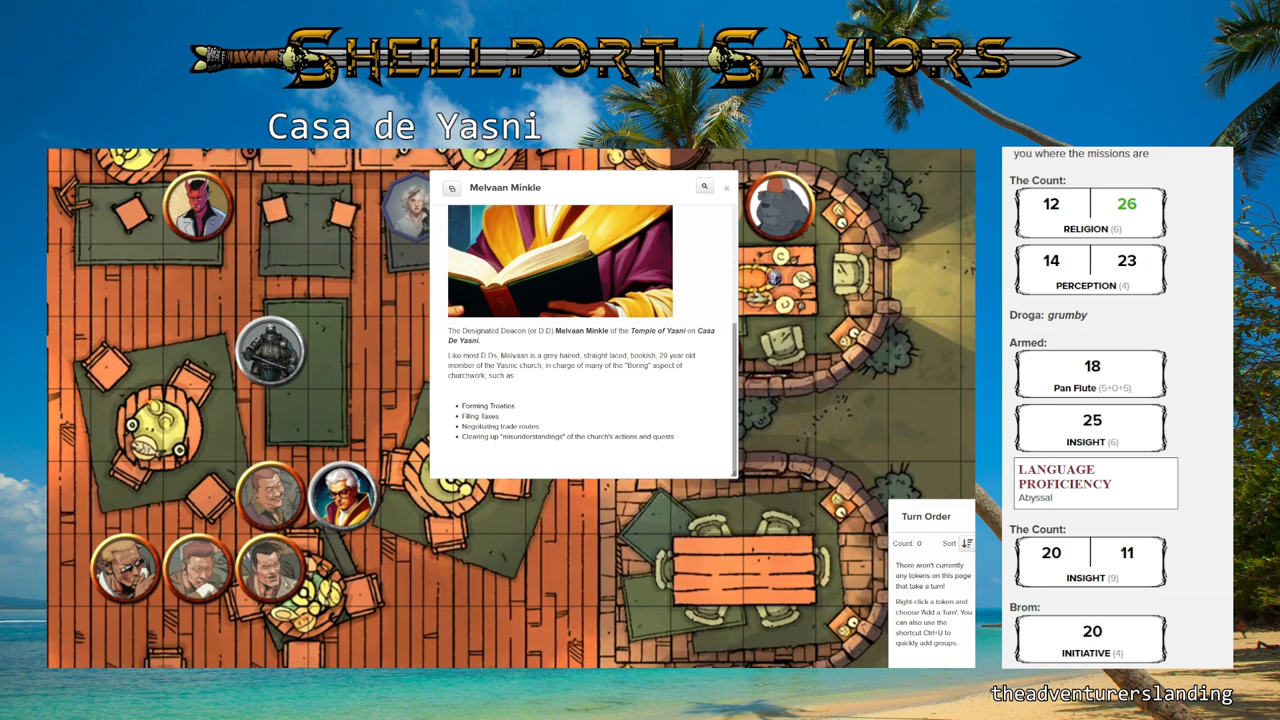 SHELLPORT SAVIORS
Casa de Yasni
Melvaan Minkle
The Designated Deacon (or D.D) Melvaan Minkle of the Temple of Yasni on Casa
De Yasni.
Like most D.Ds, Melvaan is a grey haired, straight laced, bookish, 29 year old
member of the Yasnic church, in charge of many of the "Boring" aspect of
churchwork, such as
• Forming Treaties
• Filing Taxes
• Negotiating trade routes
• Clearing up "misunderstandings" of the church's actions and quests
Turn Order
Count: 0 Sort
There aren't currently
any tokens on this page
that take a turn!
Right-click a token and
choose 'Add a Turn'. You
can also use the
shortcut Ctrl+U to
quickly add groups.
you where the missions are
The Count:
12 26
RELIGION (6)
14 23
PERCEPTION (4)
Droga: grumby
Armed:
18
Pan Flute (5+0+5)
25
INSIGHT (6)
LANGUAGE
PROFICIENCY
Abyssal
The Count:
20 11
INSIGHT (9)
Brom:
20
INITIATIVE (4)
theadventurerslanding